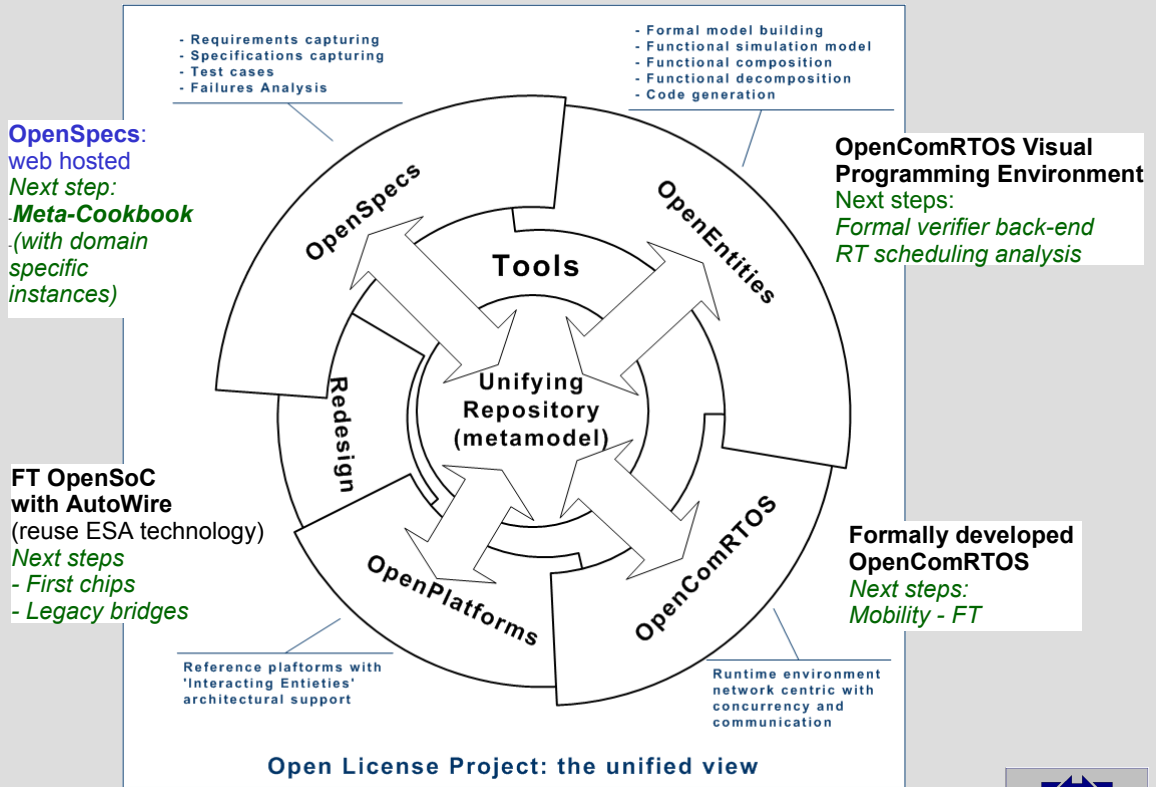 - Requirements capturing
- Specifications capturing
- Test cases
- Failures Analysis
- Formal model building
- Functional simulation model
- Functional composition
- Functional decomposition
- Code generation
OpenSpecs:
web hosted
Next step:
-Meta-Cookbook
-(with domain
specific
instances)
OpenComRTOS Visual
Programming Environment
Next steps:
Formal verifier back-end
RT scheduling analysis
OpenSpecs
OpenEntities
Tools
Unifying
Repository
(metamodel)
Redesign
OpenPlatforms
OpenComRTOS
FT OpenSoC
with AutoWire
(reuse ESA technology)
Next steps
- First chips
- Legacy bridges
Formally developed
OpenComRTOS
Next steps:
Mobility - FT
Reference plaftorms with
'Interacting Entieties'
architectural support
Runtime environment
network centric with
concurrency and
communication
Open License Project: the unified view